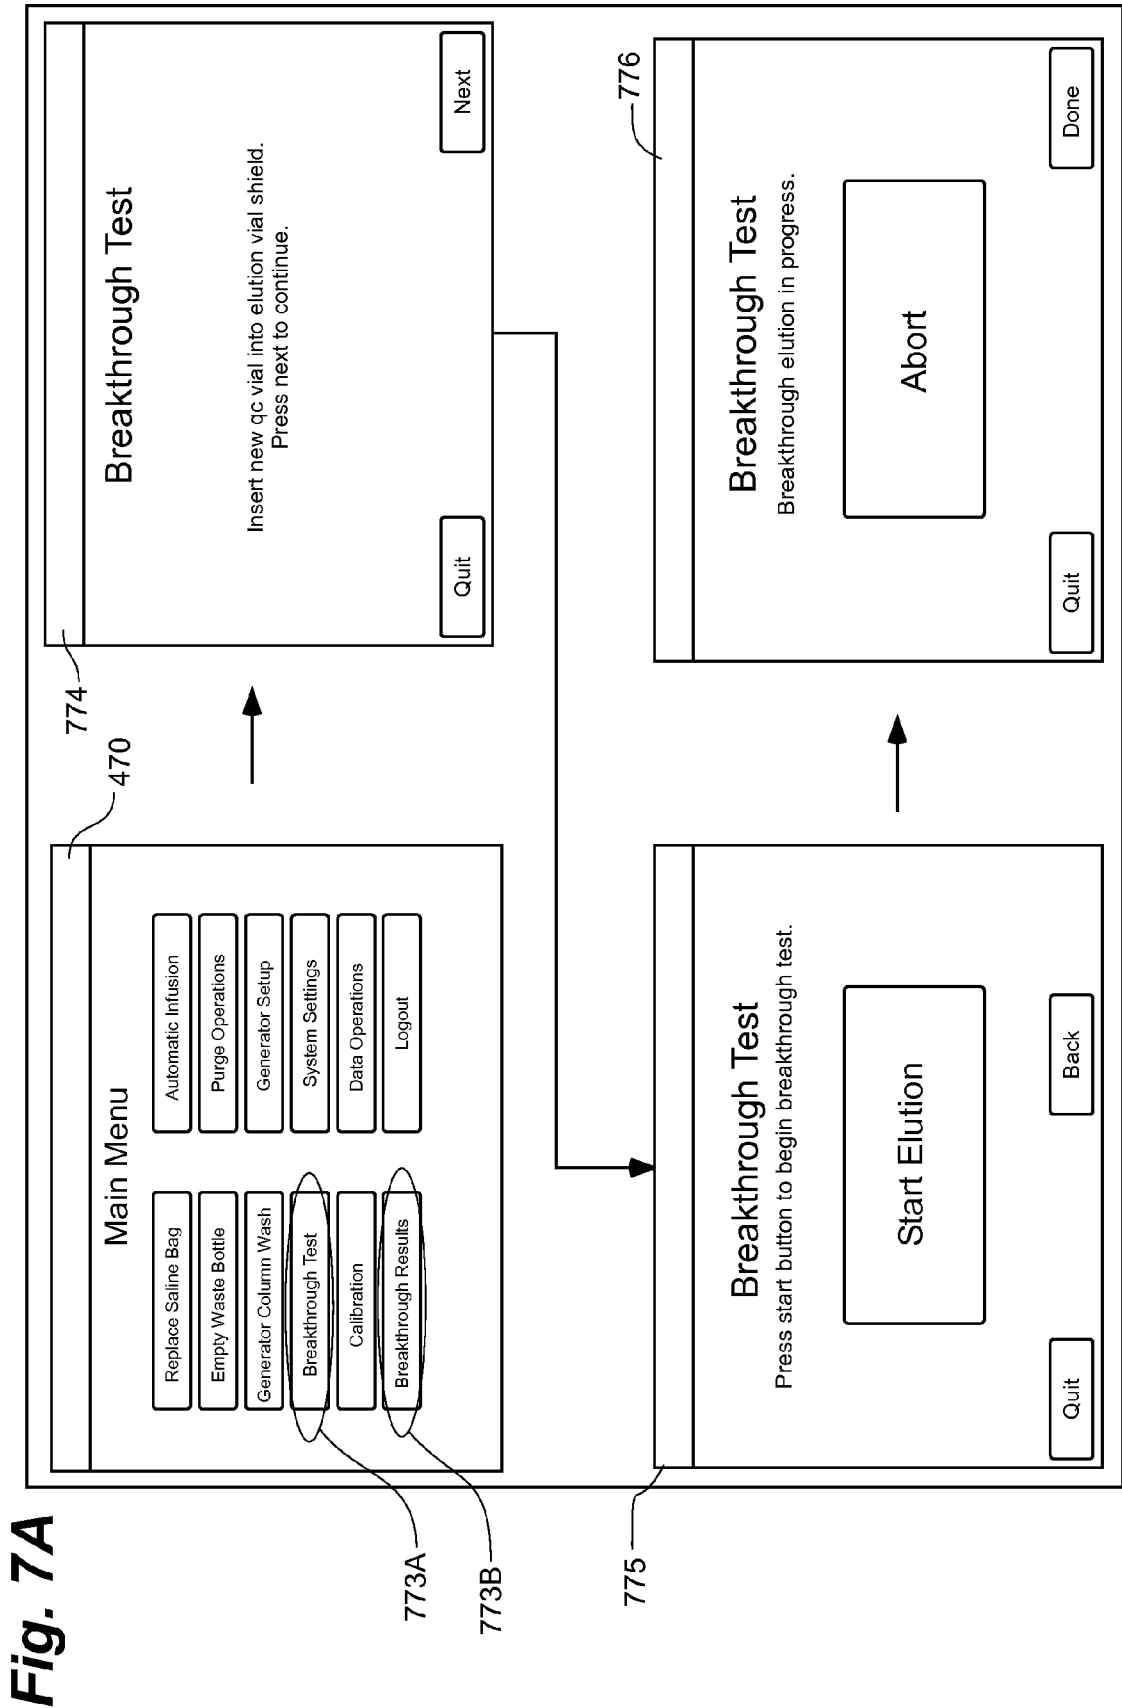 Fig. 7A
470
Main Menu
Replace Saline Bag
Empty Waste Bottle
Generator Column Wash
Breakthrough Test
Calibration
Breakthrough Results
Automatic Infusion
Purge Operations
Generator Setup
System Settings
Data Operations
Logout
773A
773B
774
Breakthrough Test
Insert new qc vial into elution vial shield.
Press next to continue.
Quit
Next
775
Breakthrough Test
Press start button to begin breakthrough test.
Start Elution
Quit
Back
776
Breakthrough Test
Breakthrough elution in progress.
Abort
Quit
Done